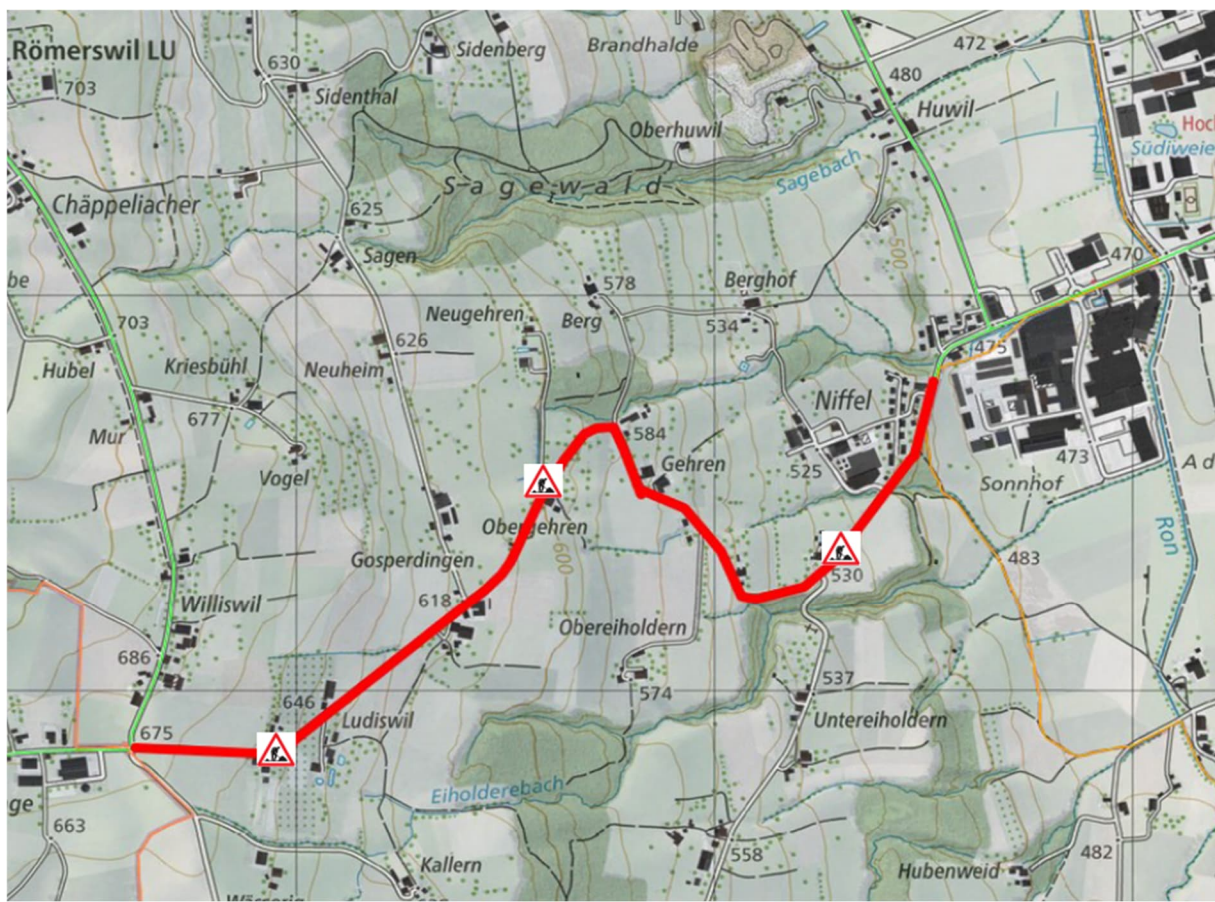 Römerswil LU
Sidenberg
Brandhalde
472
630
703
480
Sidenthal
Huwil
Oberhuwil
Sagebach
Südiweie
Sagewald
Chäppeliacher
625
500
Sagen
470
be
578
Berghof
703
Neugehren
Berg
534
626
475
Hubel
Kriesbühl
Neuheim
Niffel
677
Mur
584
Gehren
473
Vogel
525
Sonnhof
Ad
Obergehren
Ron
Gosperdingen
600
483
530
Williswil
618
Obereiholdern
686
574
537
646
Ludiswil
Untereiholdern
675
Eiholderebach
ge
663
558
482
Kallern
Hubenweid